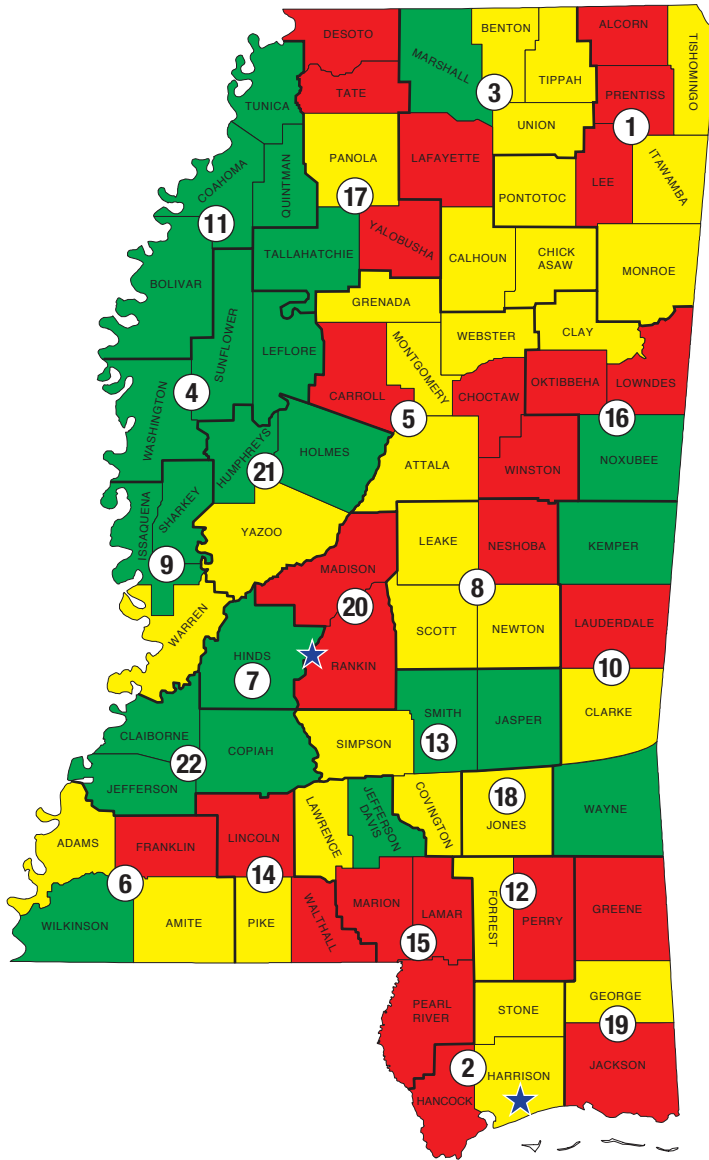 DESOTO
MARSHALL
BENTON
TIPPAH
ALCORN
TISHOMINGO
TUNICA
TATE
3
PRENTISS
UNION
1
COAHOMA
QUINTMAN
PANOLA
LAFAYETTE
PONTOTOC
LEE
ITAWAMBA
17
11
YALOBUSHA
TALLAHATCHIE
CALHOUN
CHICK
ASAW
MONROE
BOLIVAR
GRENADA
SUNFLOWER
LEFLORE
MONTGOMERY
WEBSTER
CLAY
WASHINGTON
4
CARROLL
CHOCTAW
OKTIBBEHA
LOWNDES
5
16
HUMPHREYS
HOLMES
21
ATTALA
WINSTON
NOXUBEE
ISSAQUENA
SHARKEY
YAZOO
LEAKE
NESHOBA
KEMPER
9
MADISON
8
20
WARREN
SCOTT
NEWTON
LAUDERDALE
HINDS
7
RANKIN
10
CLAIBORNE
COPIAH
SIMPSON
SMITH
13
JASPER
CLARKE
22
JEFFERSON
LAWRENCE
JEFFERSON
DAVIS
COVINGTON
18
JONES
WAYNE
ADAMS
FRANKLIN
LINCOLN
6
14
MARION
LAMAR
FORREST
12
PERRY
GREENE
WILKINSON
AMITE
PIKE
WALTHALL
15
PEARL
RIVER
STONE
GEORGE
19
2
HARRISON
JACKSON
HANCOCK